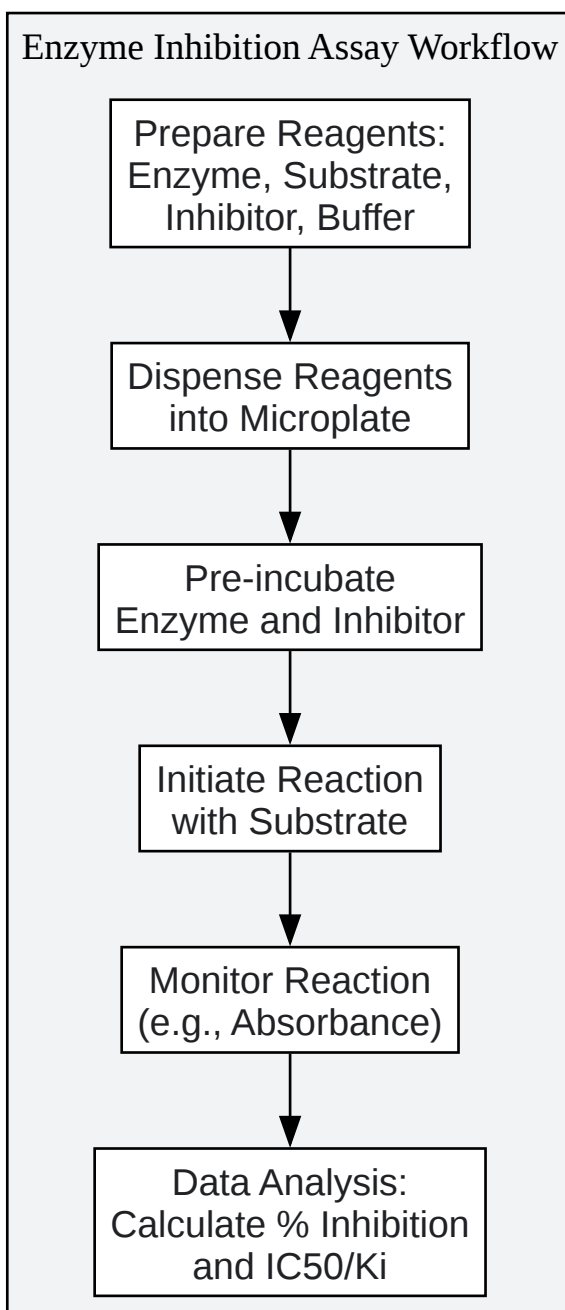 Enzyme Inhibition Assay Workflow
Prepare Reagents:
Enzyme, Substrate,
Inhibitor, Buffer
Dispense Reagents
into Microplate
Pre-incubate
Enzyme and Inhibitor
Initiate Reaction
with Substrate
Monitor Reaction
(e.g., Absorbance)
Data Analysis:
Calculate % Inhibition
and IC50/Ki